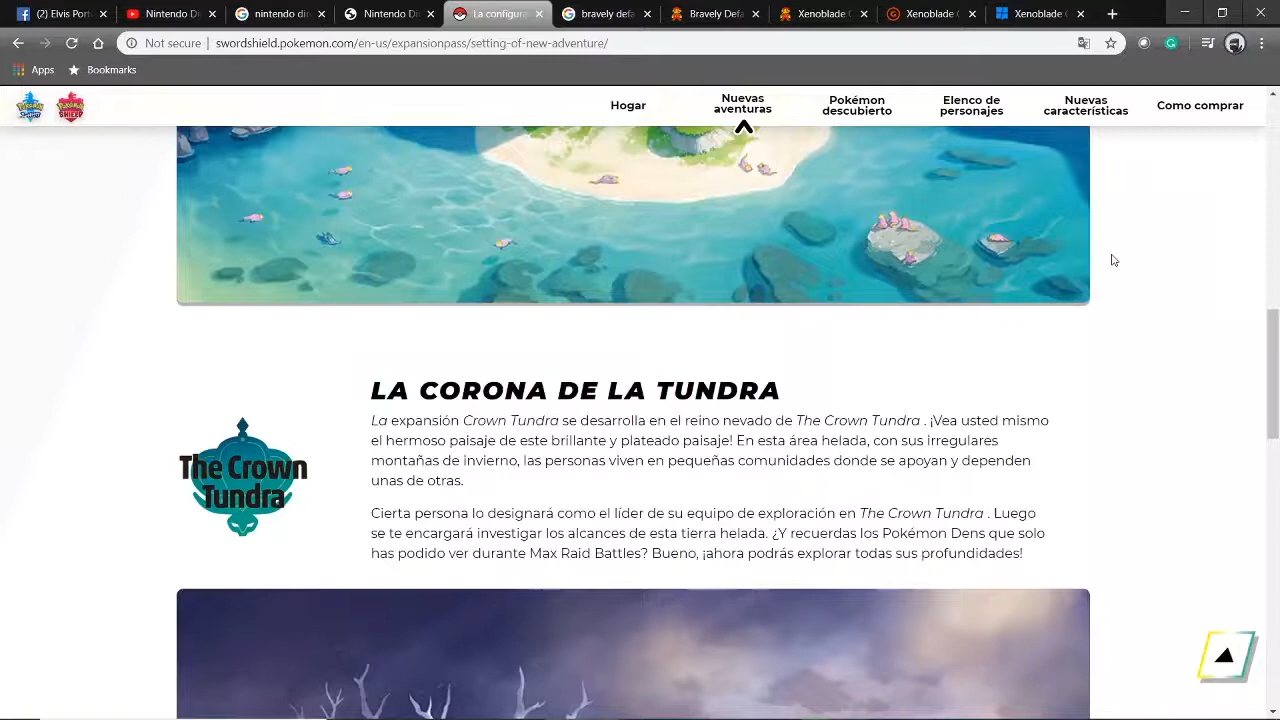 (2) Elvis Port
Nintendo Di
nintendo din
Nintendo Di
La configura
bravely defa
Bravely Defa
Xenoblade C
Xenoblade C
Xenoblade C
Not secure | swordshield.pokemon.com/en-us/expansionpass/setting-of-new-adventure/
Apps Bookmarks
Hogar
Nuevas
aventuras
Pokémon
descubierto
Elenco de
personajes
Nuevas
características
Como comprar
LA CORONA DE LA TUNDRA
La expansión Crown Tundra se desarrolla en el reino nevado de The Crown Tundra . ¡Vea usted mismo
el hermoso paisaje de este brillante y plateado paisaje! En esta área helada, con sus irregulares
montañas de invierno, las personas viven en pequeñas comunidades donde se apoyan y dependen
unas de otras.
The Crown
Tundra
Cierta persona lo designará como el líder de su equipo de exploración en The Crown Tundra . Luego
se te encargará investigar los alcances de esta tierra helada. ¿Y recuerdas los Pokémon Dens que solo
has podido ver durante Max Raid Battles? Bueno, ¡ahora podrás explorar todas sus profundidades!